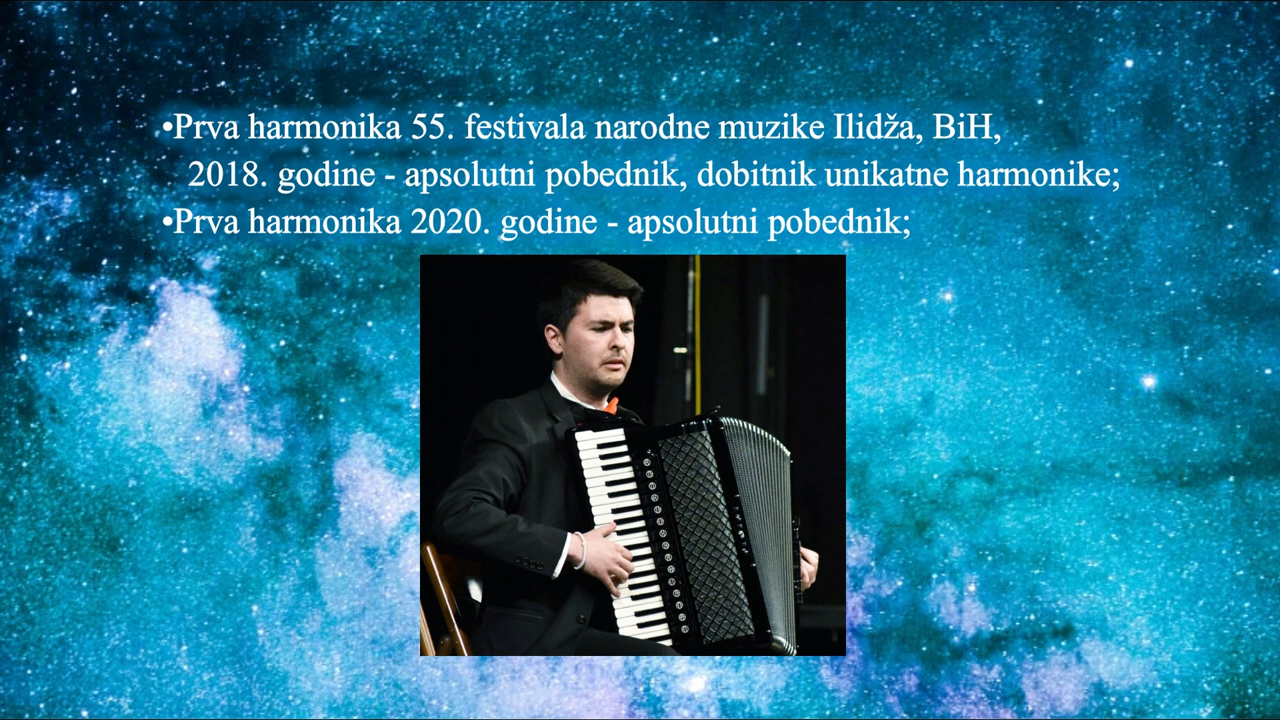 •Prva harmonika 55. festivala narodne muzike Ilidža, BiH,
2018. godine - apsolutni pobednik, dobitnik unikatne harmonike;
•Prva harmonika 2020. godine - apsolutni pobednik;